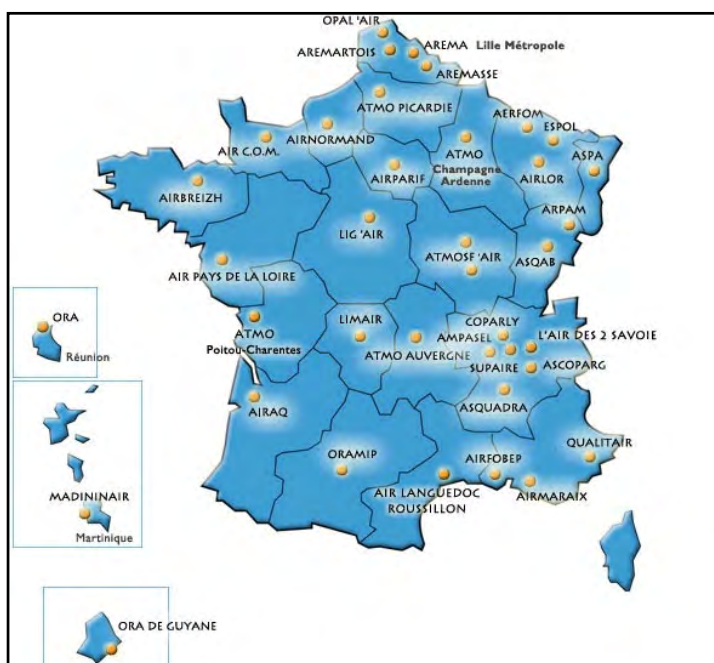 OPAL 'AIR
AREMARTOIS
AREMA Lille Métropole
AREMASSE
ATMO PICARDIE
AERFOM
ESPOL
AIR C.O.M.
AIRNORMAND
ATMO
Champagne
Ardenne
ASPA
AIRPARIF
AIRLOR
AIRBREIZH
ARPAM
LIG 'AIR
ATMOSF 'AIR
ASQAB
AIR PAYS DE LA LOIRE
ORA
Réunion
ATMO
Poitou-Charentes
LIMAIR
ATMO AUVERGNE
COPARLY
AMPASEL
L'AIR DES 2 SAVOIE
SUPAIRE
ASCOPARG
ASQUADRA
AIRAQ
ORAMIP
QUALITAIR
AIRFOBEP
AIR LANGUEDOC
ROUSSILLON
AIRMARAIX
MADININAIR
Martinique
ORA DE GUYANE